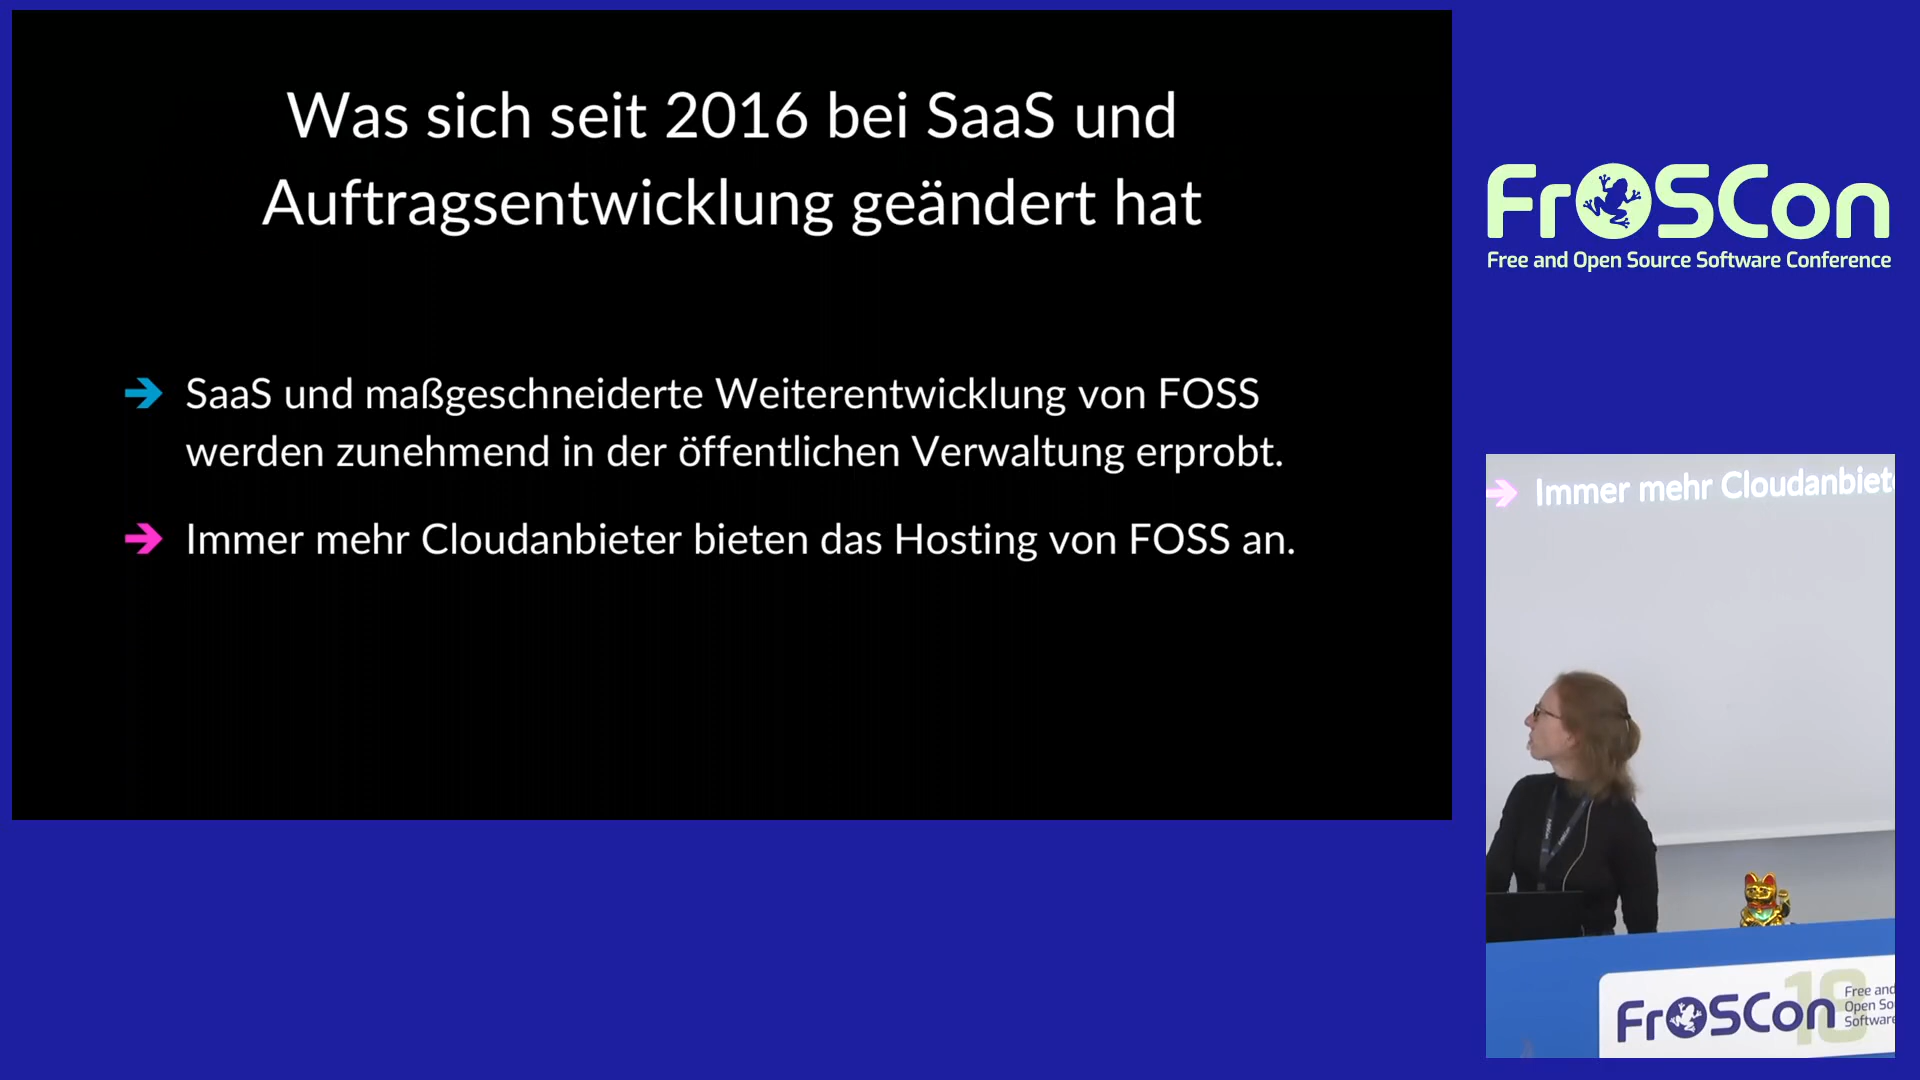 Was sich seit 2016 bei SaaS und
Auftragsentwicklung geändert hat
➔ SaaS und maßgeschneiderte Weiterentwicklung von FOSS
werden zunehmend in der öffentlichen Verwaltung erprobt.
➔ Immer mehr Cloudanbieter bieten das Hosting von FOSS an.
FrOSCon
Free and Open Source Software Conference
➔ Immer mehr Cloudanbiet
FrOSCon 18
Free and
Open So
Software